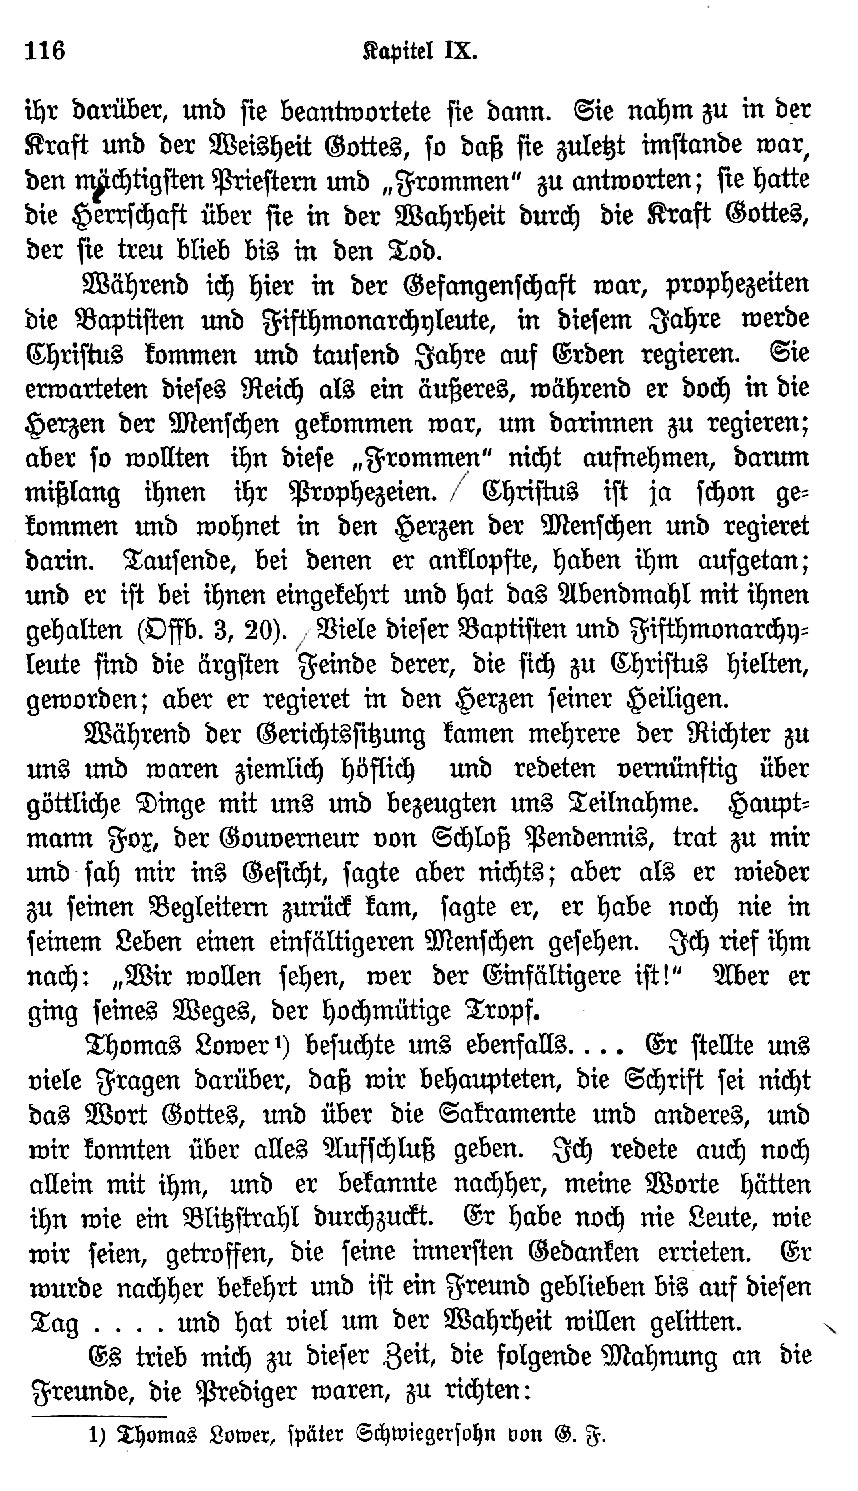 116 Kapitel IX.
ihr darüber, und sie beantwortete sie dann. Sie nahm zu in der
Kraft und der Weisheit Gottes, so daß sie zuletzt imstande war,
den mächtigsten Priestern und „Frommen“ zu antworten; sie hatte
die Herrschaft über sie in der Wahrheit durch die Kraft Gottes,
der sie treu blieb bis in den Tod.
Während ich hier in der Gefangenschaft war, prophezeiten
die Baptisten und Fifthmonarchyleute, in diesem Jahre werde
Christus kommen und tausend Jahre auf Erden regieren. Sie
erwarteten dieses Reich als ein äußeres, während er doch in die
Herzen der Menschen gekommen war, um darinnen zu regieren;
aber so wollten ihn diese „Frommen“ nicht aufnehmen, darum
mißlang ihnen ihr Prophezeien. Christus ist ja schon ge-
kommen und wohnet in den Herzen der Menschen und regieret
darin. Tausende, bei denen er anklopfte, haben ihm aufgetan;
und er ist bei ihnen eingekehrt und hat das Abendmahl mit ihnen
gehalten (Offb. 3, 20). Viele dieser Baptisten und Fifthmonarchy-
leute sind die ärgsten Feinde derer, die sich zu Christus hielten,
geworden; aber er regieret in den Herzen seiner Heiligen.
Während der Gerichtssitzung kamen mehrere der Richter zu
uns und waren ziemlich höflich und redeten vernünftig über
göttliche Dinge mit uns und bezeugten uns Teilnahme. Haupt-
mann Fox, der Gouverneur von Schloß Pendennis, trat zu mir
und sah mir ins Gesicht, sagte aber nichts; aber als er wieder
zu seinen Begleitern zurück kam, sagte er, er habe noch nie in
seinem Leben einen einfältigeren Menschen gesehen. Ich rief ihm
nach: „Wir wollen sehen, wer der Einfältigere ist!“ Aber er
ging seines Weges, der hochmütige Tropf.
Thomas Lower¹) besuchte uns ebenfalls.... Er stellte uns
viele Fragen darüber, daß wir behaupteten, die Schrift sei nicht
das Wort Gottes, und über die Sakramente und anderes, und
wir konnten über alles Aufschluß geben. Ich redete auch noch
allein mit ihm, und er bekannte nachher, meine Worte hätten
ihn wie ein Blitzstrahl durchzuckt. Er habe noch nie Leute, wie
wir seien, getroffen, die seine innersten Gedanken errieten. Er
wurde nachher bekehrt und ist ein Freund geblieben bis auf diesen
Tag .... und hat viel um der Wahrheit willen gelitten.
Es trieb mich zu dieser Zeit, die folgende Mahnung an die
Freunde, die Prediger waren, zu richten:
1) Thomas Lower, später Schwiegersohn von G. F.